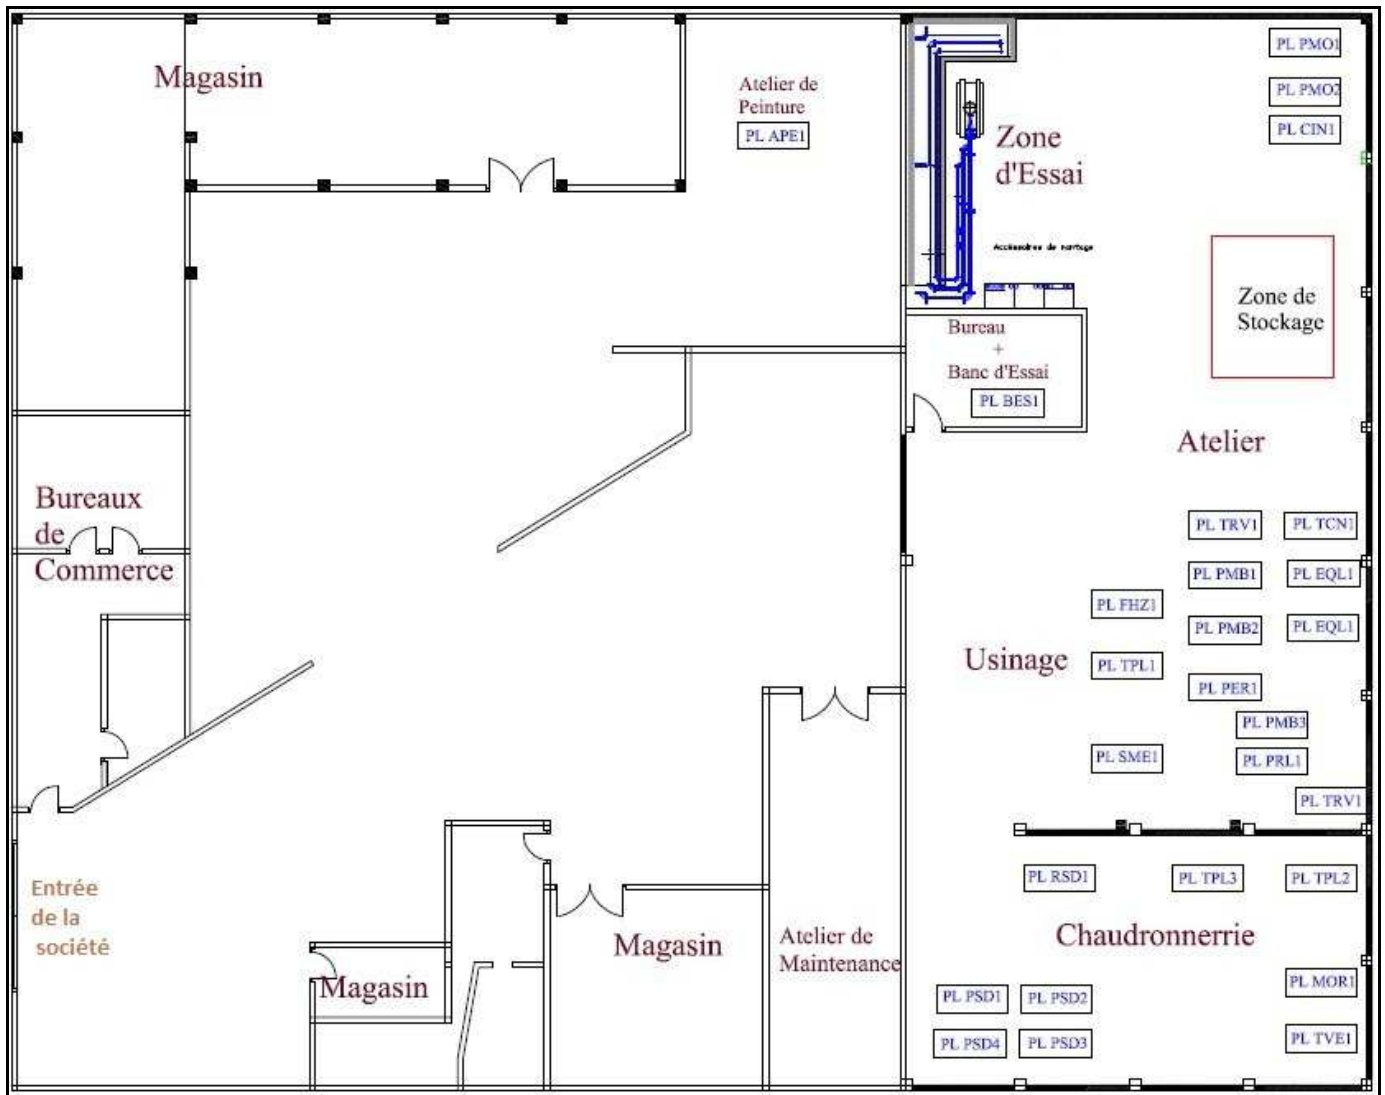 Magasin
Atelier de
Peinture
PL APE1
Zone
d'Essai
Accéssoires de montage
PL PMO1
PL PMO2
PL CIN1
Zone de
Stockage
Bureau
+
Banc d'Essai
PL BES1
Atelier
Bureaux
de
Commerce
PL TRV1
PL TCN1
PL PMB1
PL EQL1
PL FHZ1
PL PMB2
PL EQL1
Usinage
PL TPL1
PL PER1
PL PMB3
PL SME1
PL PRL1
PL TRV1
Entrée
de la
société
PL RSD1
PL TPL3
PL TPL2
Chaudronnerrie
Magasin
Magasin
Atelier de
Maintenance
PL MOR1
PL PSD1
PL PSD2
PL PSD4
PL PSD3
PL TVE1